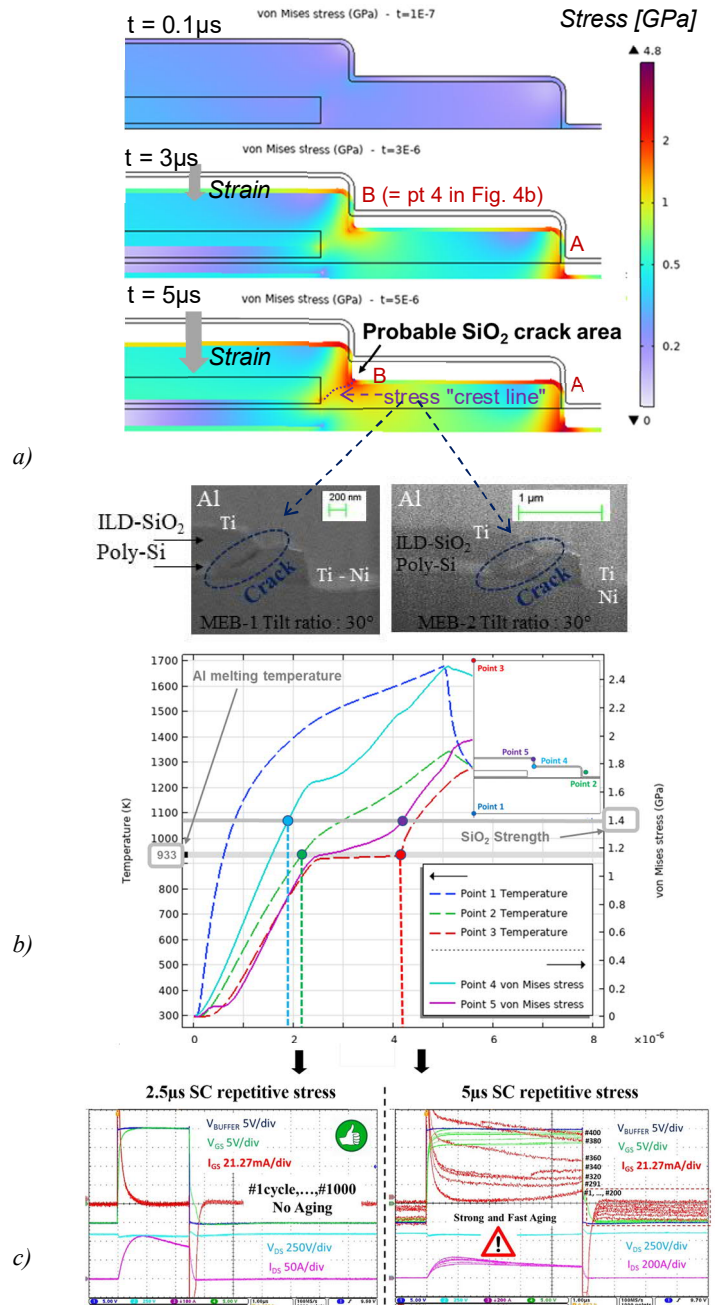 von Mises stress (GPa) - t=1E-7
Stress [GPa]
t = 0.1µs
▲ 4.8
2
1
0.5
0.2
▼ 0
von Mises stress (GPa) - t=3E-6
t = 3µs
Strain
B (= pt 4 in Fig. 4b)
A
von Mises stress (GPa) - t=5E-6
t = 5µs
Probable SiO₂ crack area
Strain
B
A
stress "crest line"
a)
Al
200 nm
Ti
ILD-SiO₂
Poly-Si
Crack
Ti - Ni
MEB-1 Tilt ratio : 30°
Al
1 µm
Ti
ILD-SiO₂
Poly-Si
Crack
Ti
Ni
MEB-2 Tilt ratio : 30°
Al melting temperature
Temperature (K)
1700
1600
1500
1400
1300
1200
1100
1000
933
900
800
700
600
500
400
300
von Mises stress (GPa)
2.4
2.2
2
1.8
1.6
1.4
1.2
1
0.8
0.6
0.4
0.2
0
Point 3
Point 5
Point 4
Point 2
Point 1
SiO₂ Strength
Point 1 Temperature
Point 2 Temperature
Point 3 Temperature
Point 4 von Mises stress
Point 5 von Mises stress
0 2 4 6 8 ×10⁻⁶
b)
2.5µs SC repetitive stress
V_BUFFER 5V/div
V_GS 5V/div
I_GS 21.27mA/div
#1cycle,…,#1000
No Aging
V_DS 250V/div
I_DS 50A/div
5µs SC repetitive stress
V_BUFFER 5V/div
V_GS 5V/div
I_GS 21.27mA/div
#400
#380
#360
#340
#320
#291
#1, ..., #200
Strong and Fast Aging
!
V_DS 250V/div
I_DS 200A/div
c)